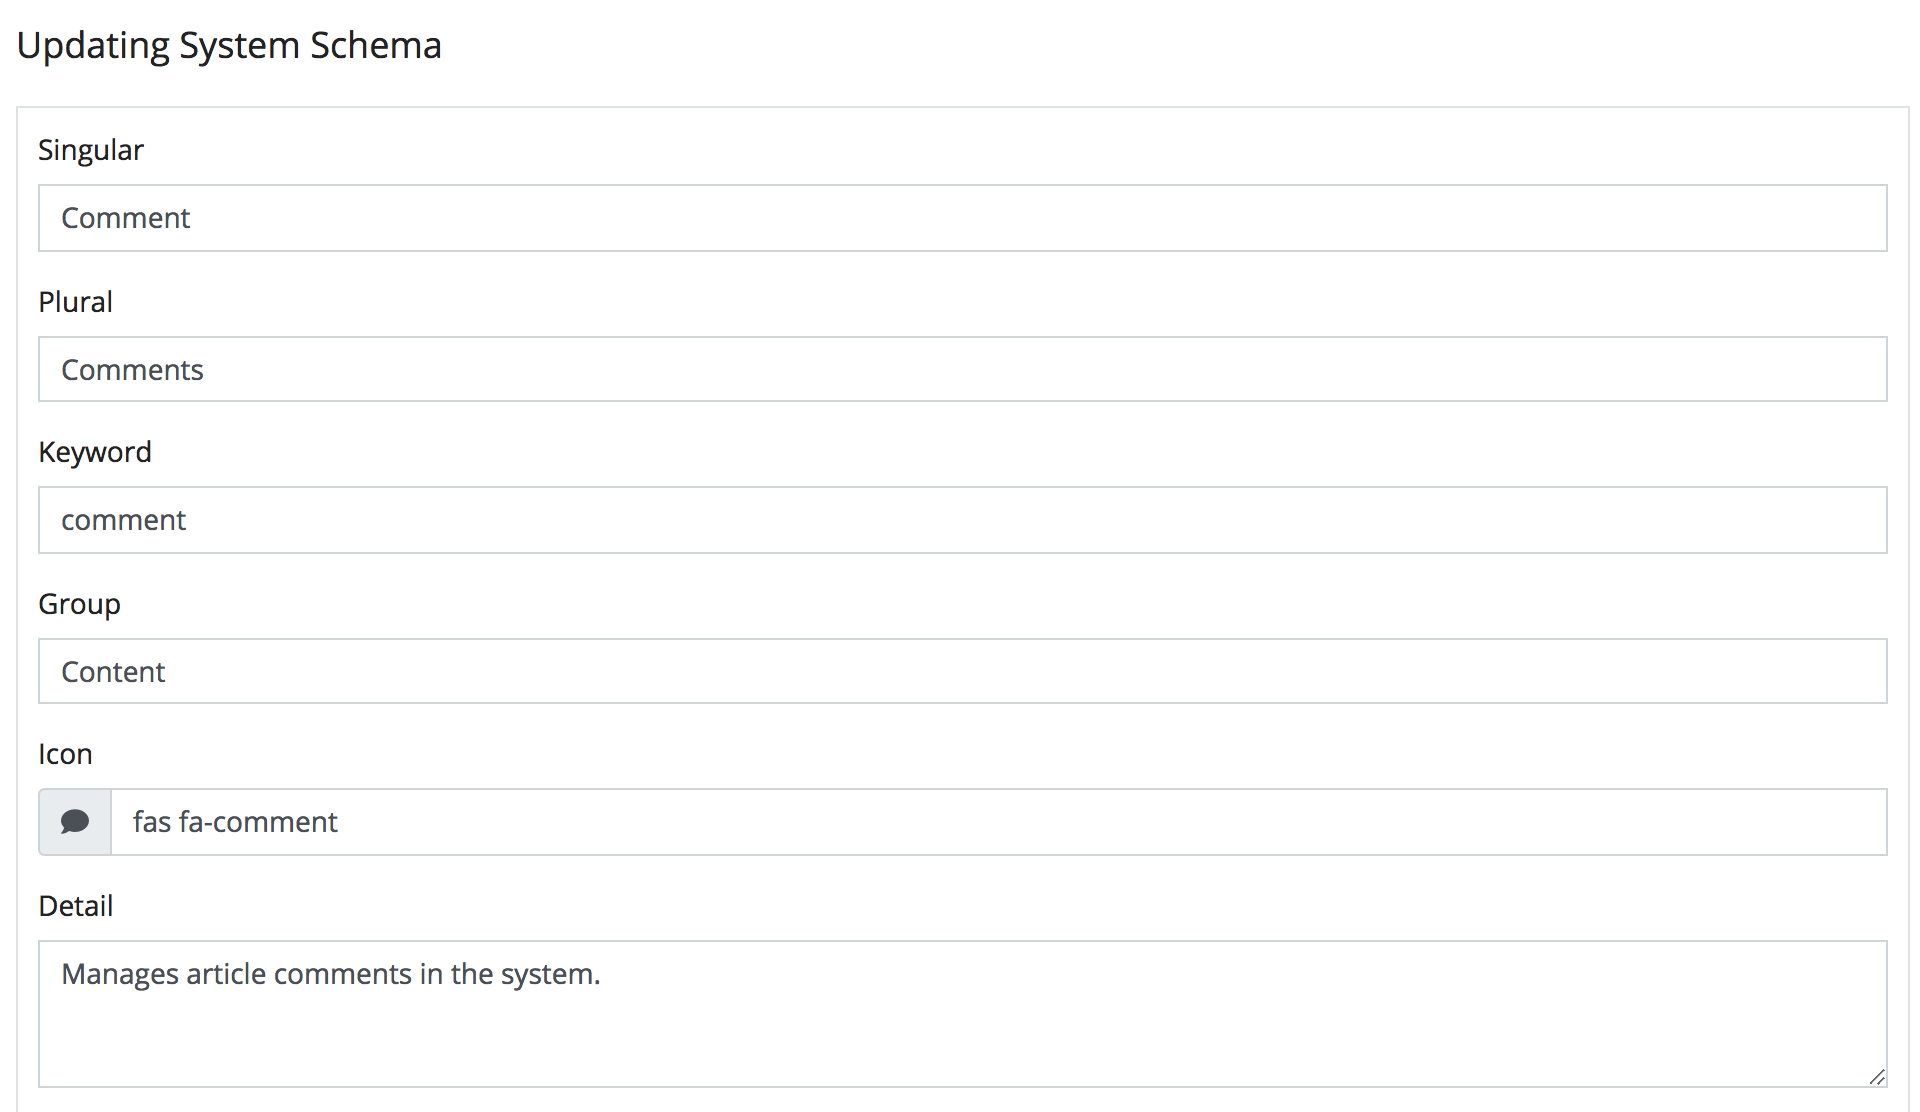 Updating System Schema
Singular
Comment
Plural
Comments
Keyword
comment
Group
Content
Icon
fas fa-comment
Detail
Manages article comments in the system.